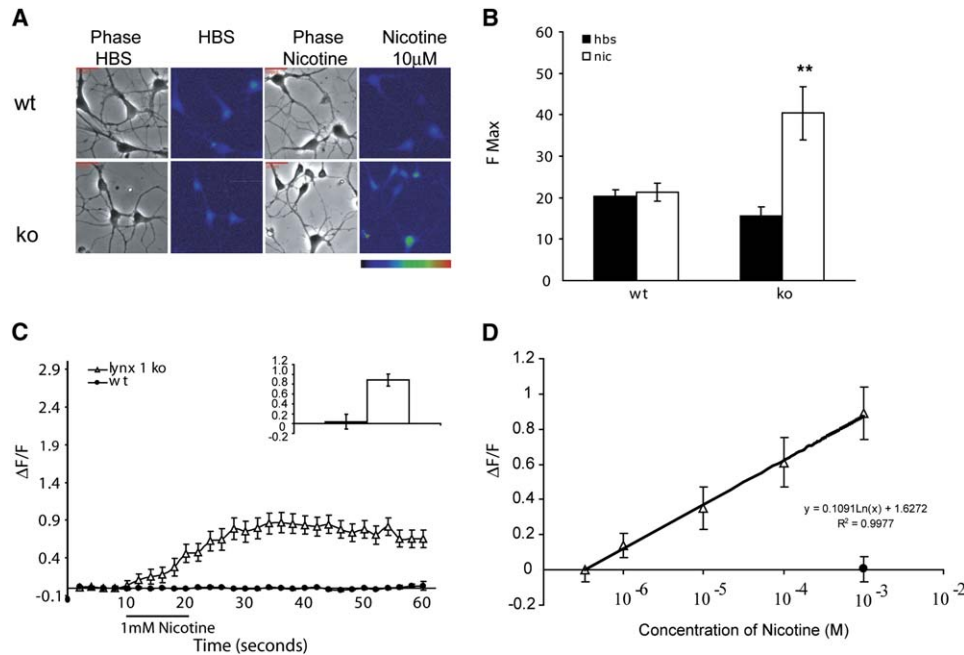 A
Phase HBS
HBS
Phase Nicotine
Nicotine 10μM
wt
ko
B
hbs
nic
**
F Max
60
50
40
30
20
10
0
wt
ko
C
lynx 1 ko
wt
ΔF/F
2.9
2.4
1.9
1.4
0.9
0.4
-0.1
1.2
1.0
0.8
0.6
0.4
0.2
0
-0.2
10
20
30
40
50
60
1mM Nicotine
Time (seconds)
D
ΔF/F
1.2
1
0.8
0.6
0.4
0.2
0
-0.2
y = 0.1091Ln(x) + 1.6272
R² = 0.9977
10⁻⁶
10⁻⁵
10⁻⁴
10⁻³
10⁻²
Concentration of Nicotine (M)